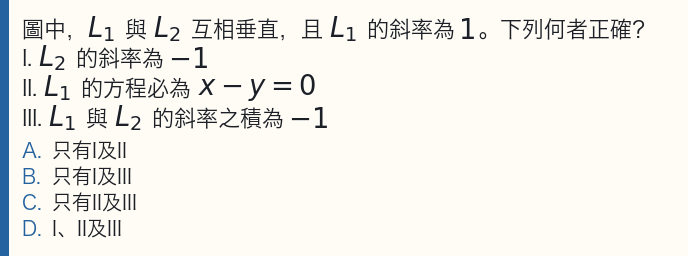 圖中，L₁ 與 L₂ 互相垂直，且 L₁ 的斜率為 1。下列何者正確?
I. L₂ 的斜率為 −1
II. L₁ 的方程必為 x − y = 0
III. L₁ 與 L₂ 的斜率之積為 −1
A. 只有I及II
B. 只有I及III
C. 只有II及III
D. I、II及III